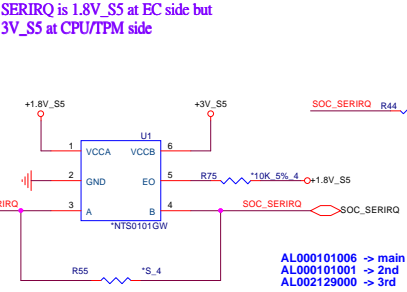 SERIRQ is 1.8V_S5 at EC side but
3V_S5 at CPU/TPM side
+1.8V_S5
+3V_S5
SOC_SERIRQ R44
U1
1 VCCA VCCB 6
2 GND EO 5 R75 *10K_5%_4 +1.8V_S5
3 A B 4 SOC_SERIRQ SOC_SERIRQ
*NTS0101GW
R55 *S_4
AL000101006 -> main
AL000101001 -> 2nd
AL002129000 -> 3rd